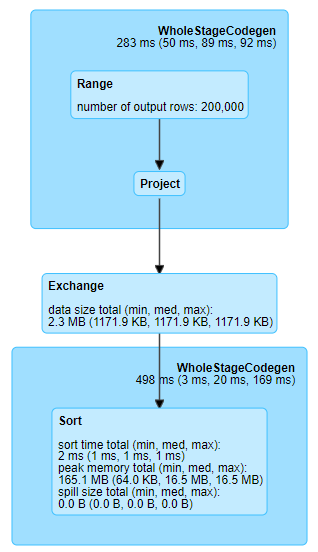 WholeStageCodegen
283 ms (50 ms, 89 ms, 92 ms)
Range
number of output rows: 200,000
Project
Exchange
data size total (min, med, max):
2.3 MB (1171.9 KB, 1171.9 KB, 1171.9 KB)
WholeStageCodegen
498 ms (3 ms, 20 ms, 169 ms)
Sort
sort time total (min, med, max):
2 ms (1 ms, 1 ms, 1 ms)
peak memory total (min, med, max):
165.1 MB (64.0 KB, 16.5 MB, 16.5 MB)
spill size total (min, med, max):
0.0 B (0.0 B, 0.0 B, 0.0 B)